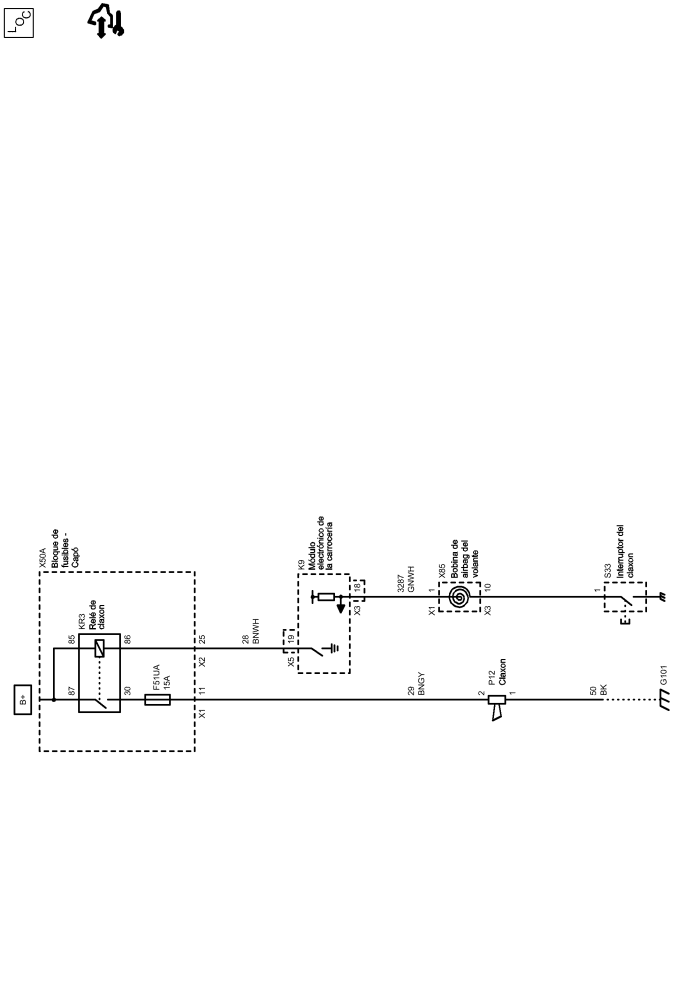 LOC
X50A
Bloque de
fusibles -
Capó
B+
KR3
Relé de
claxon
85
86
87
30
F51UA
15A
25
X2
11
X1
28
BNWH
19
X5
K9
Módulo
electrónico de
la carrocería
18
X3
3287
GNWH
29
BNGY
X85
Bobina de
airbag del
volante
1
X1
10
X3
P12
Claxon
2
1
S33
Interruptor del
claxon
1
50
BK
G101